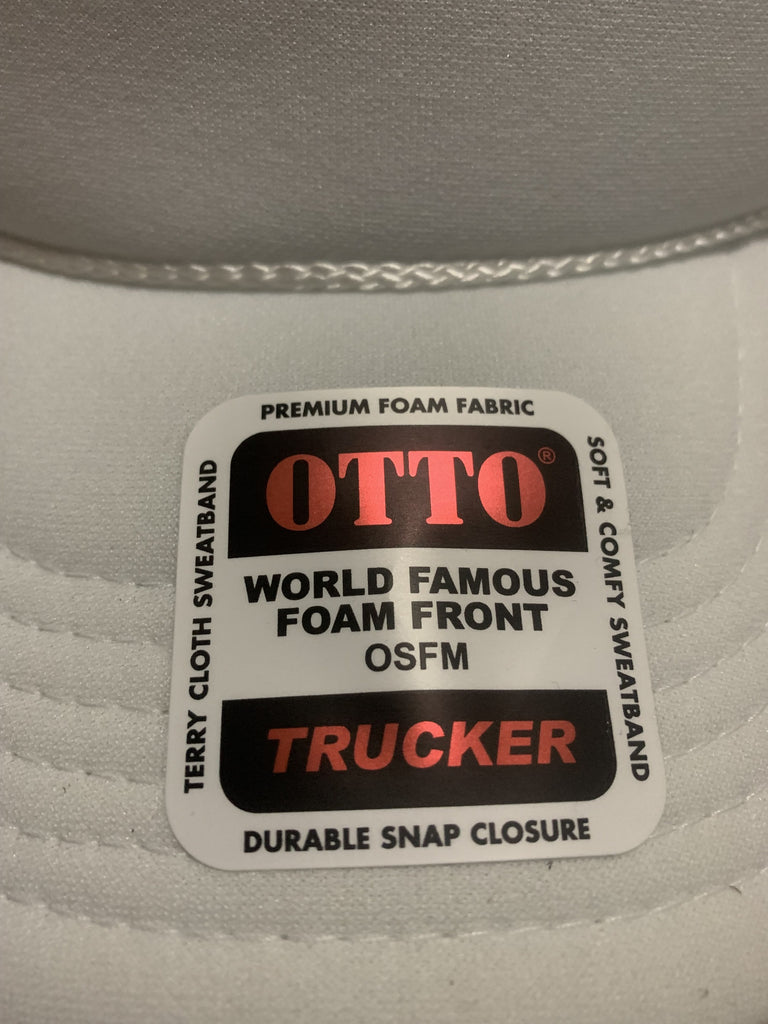 PREMIUM FOAM FABRIC
OTTO®
WORLD FAMOUS
FOAM FRONT
OSFM
TRUCKER
DURABLE SNAP CLOSURE
TERRY CLOTH SWEATBAND
SOFT & COMFY SWEATBAND